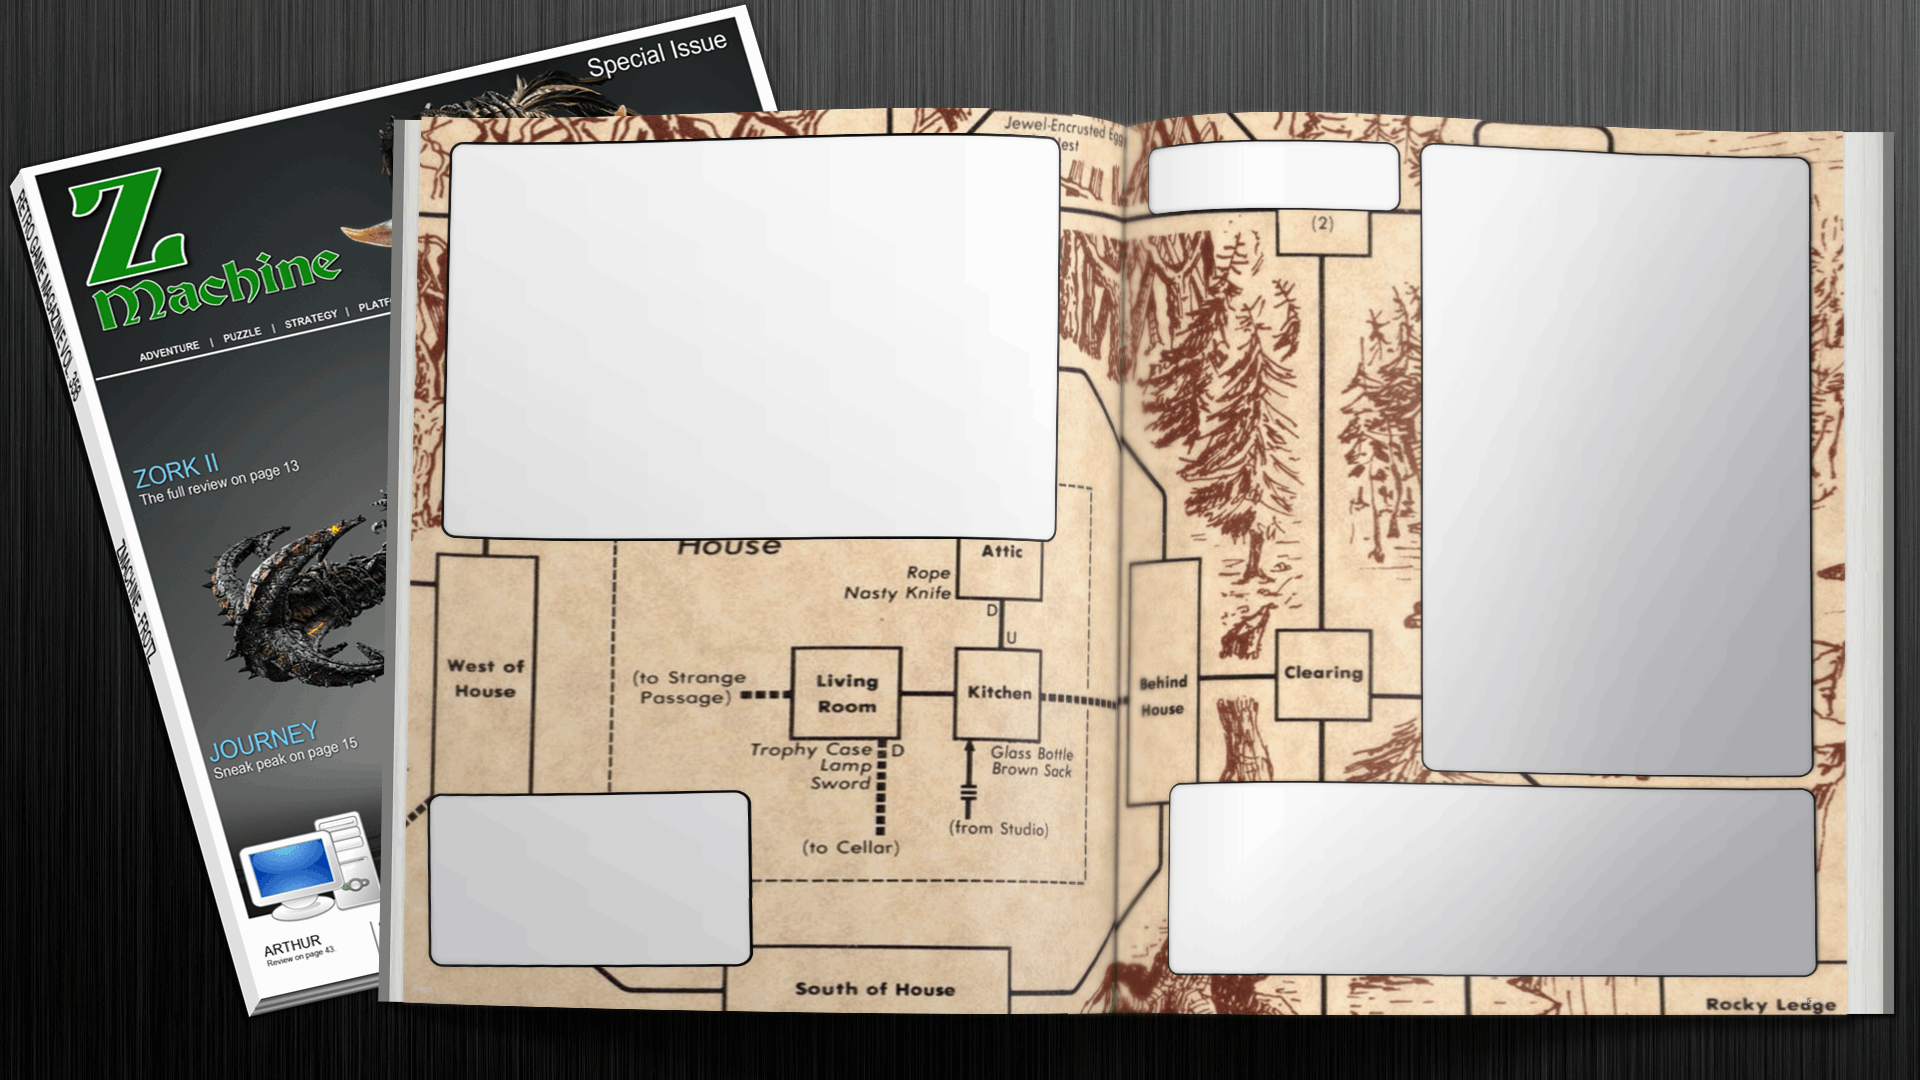 Special Issue
Z
Machine
ADVENTURE | PUZZLE | STRATEGY | PLATF
RETRO GAME MAGAZINE VOL. 358
ZMACHINE - FROTZ
ZORK II
The full review on page 13
JOURNEY
Sneak peak on page 15
ARTHUR
Review on page 43.
Jewel-Encrusted Egg
(2)
House
Attic
Rope
Nasty Knife
D
U
West of
House
(to Strange
Passage)
Living
Room
Kitchen
Behind
House
Clearing
Trophy Case
Lamp
Sword
D
Glass Bottle
Brown Sack
(from Studio)
(to Cellar)
South of House
Rocky Ledge